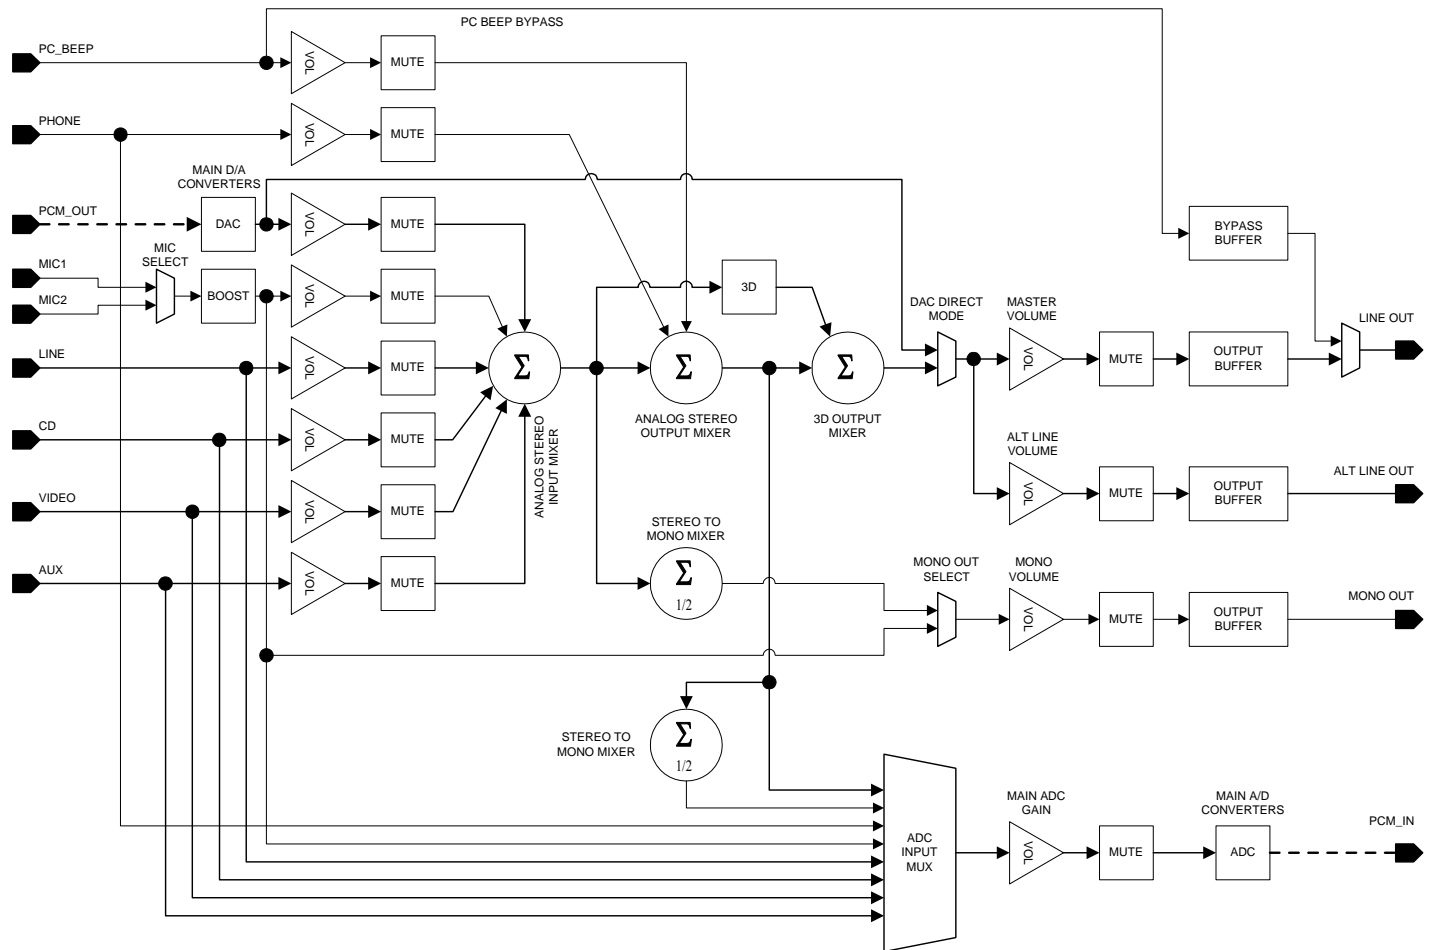 PC BEEP BYPASS
PC_BEEP
VOL
MUTE
PHONE
VOL
MUTE
MAIN D/A
CONVERTERS
PCM_OUT
DAC
VOL
MUTE
BYPASS
BUFFER
MIC
SELECT
MIC1
MIC2
BOOST
VOL
MUTE
3D
DAC DIRECT
MODE
MASTER
VOLUME
LINE OUT
LINE
VOL
MUTE
Σ
ANALOG STEREO
INPUT MIXER
Σ
ANALOG STEREO
OUTPUT MIXER
Σ
3D OUTPUT
MIXER
VOL
MUTE
OUTPUT
BUFFER
CD
VOL
MUTE
ALT LINE
VOLUME
ALT LINE OUT
VOL
MUTE
OUTPUT
BUFFER
VIDEO
VOL
MUTE
STEREO TO
MONO MIXER
Σ
1/2
AUX
VOL
MUTE
MONO OUT
SELECT
MONO
VOLUME
MONO OUT
VOL
MUTE
OUTPUT
BUFFER
STEREO TO
MONO MIXER
Σ
1/2
ADC
INPUT
MUX
MAIN ADC
GAIN
VOL
MUTE
MAIN A/D
CONVERTERS
ADC
PCM_IN